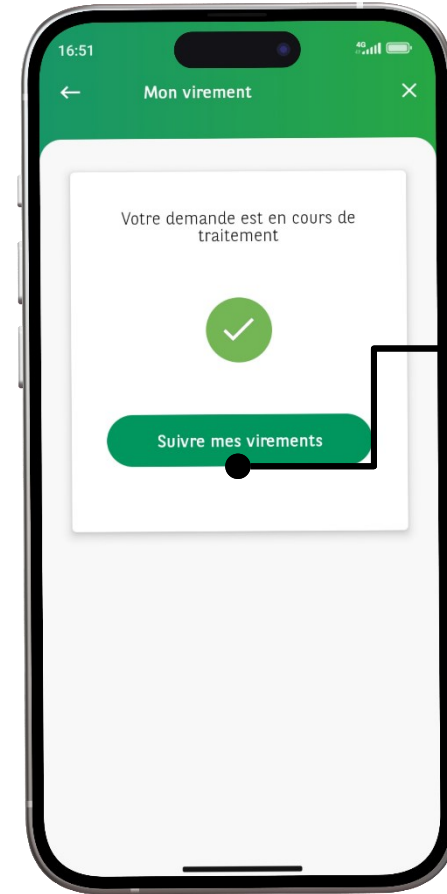 16:51
4G
Mon virement
Votre demande est en cours de
traitement
Suivre mes virements